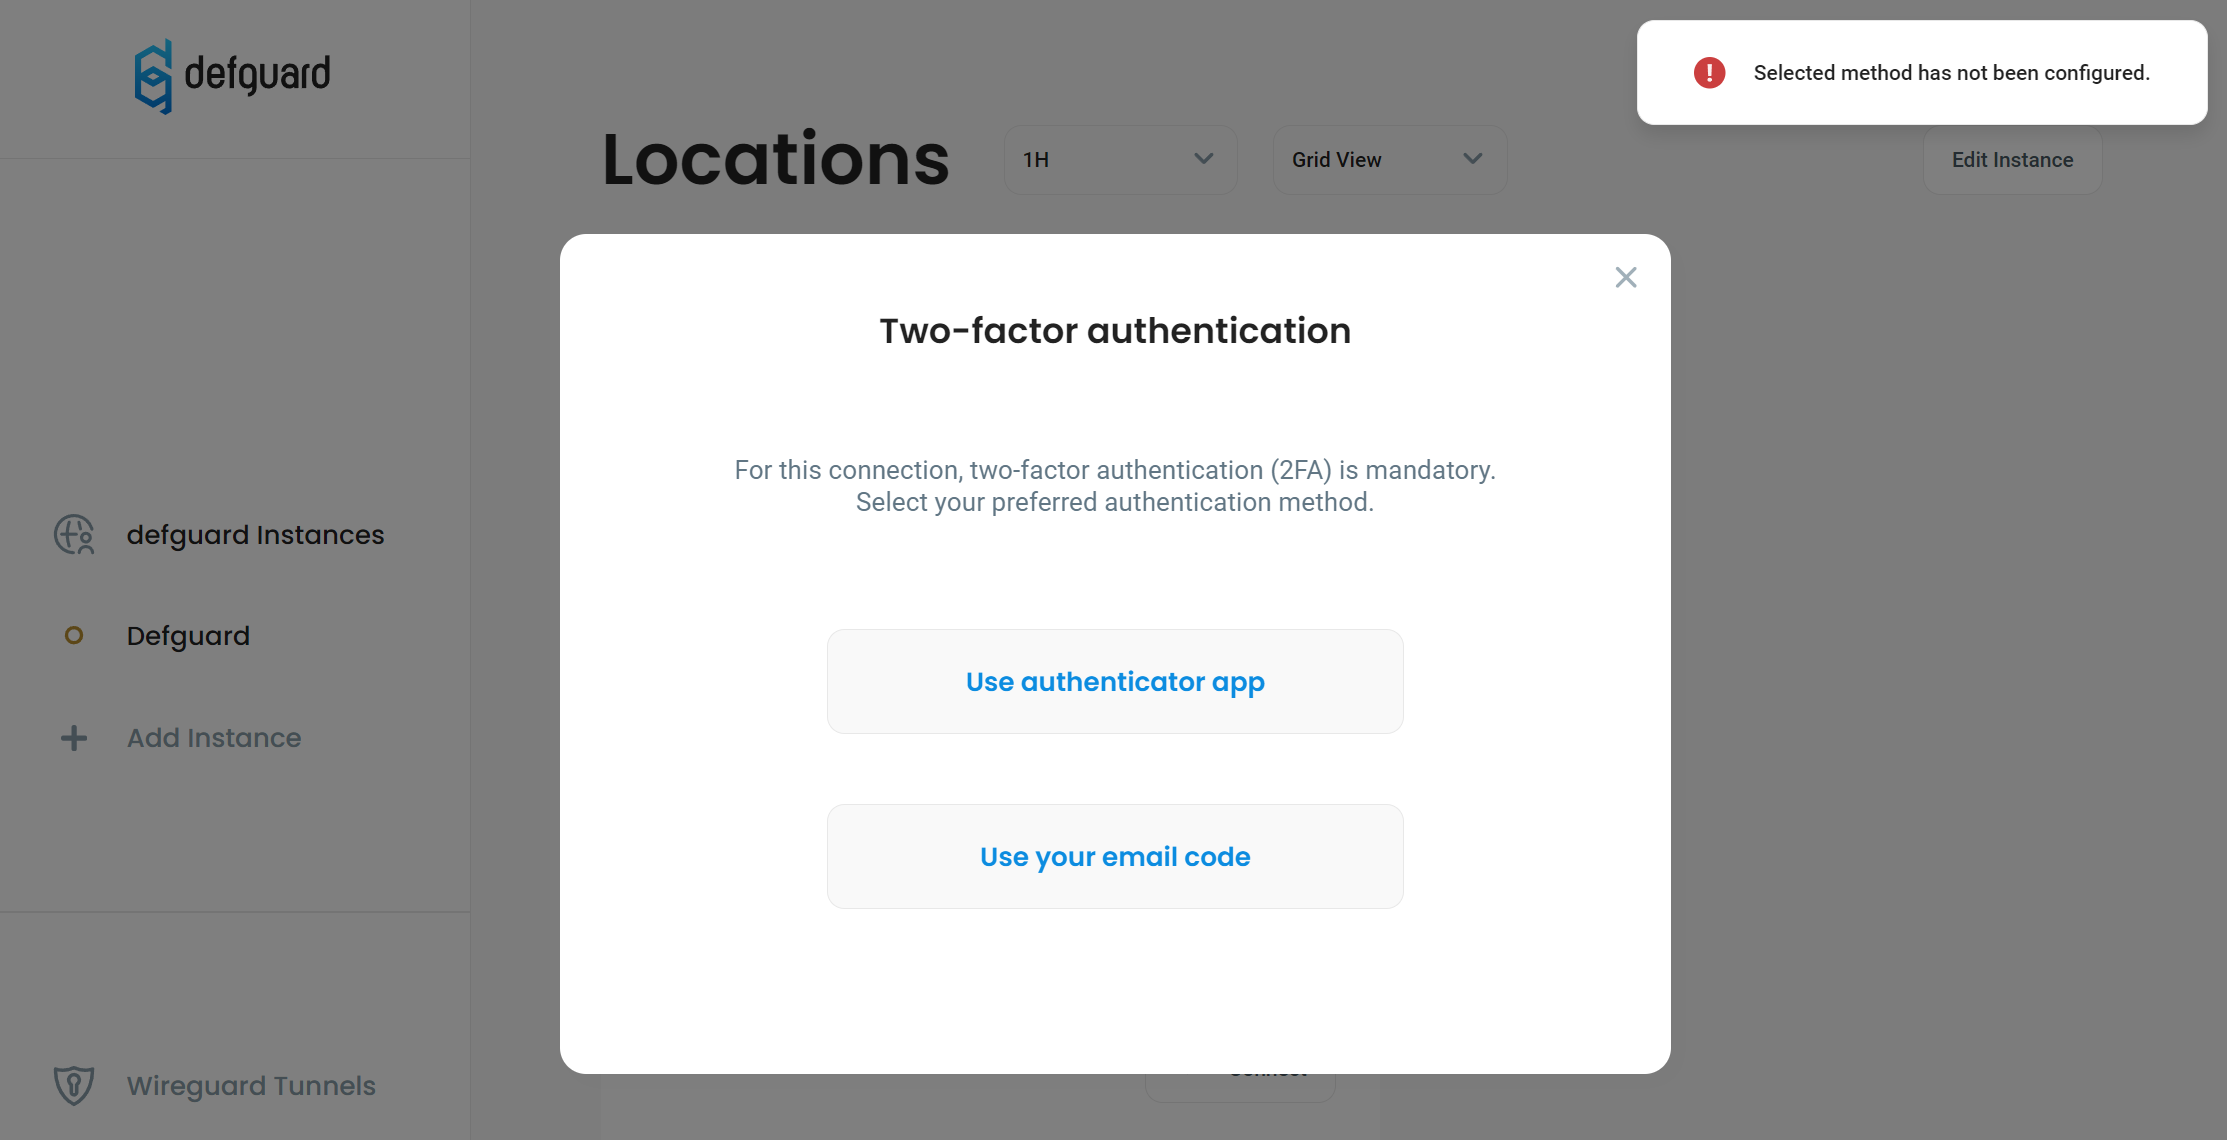 defguard
Selected method has not been configured.
Locations
1H
Grid View
Edit Instance
Two-factor authentication
For this connection, two-factor authentication (2FA) is mandatory.
Select your preferred authentication method.
defguard Instances
Defguard
Use authenticator app
Add Instance
Use your email code
Connect
Wireguard Tunnels